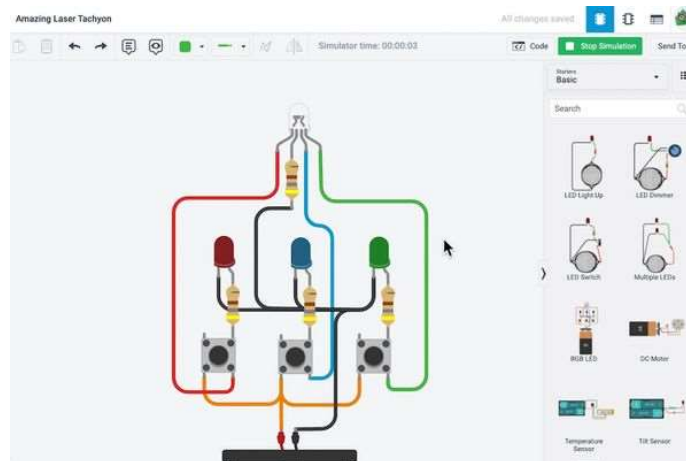 Amazing Laser Tachyon
All changes saved
Simulator time: 00:00:03
Code
Stop Simulation
Send To
Starters
Basic
Search
LED Light Up
LED Dimmer
LED Switch
Multiple LEDs
RGB LED
DC Motor
Temperature
Sensor
Tilt Sensor